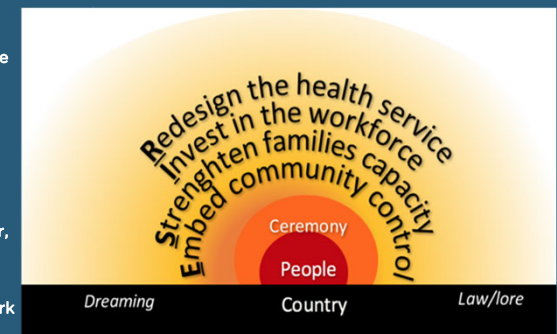 Redesign the health service
Invest in the workforce
Strenghten families capacity
Embed community control
Ceremony
People
Dreaming
Country
Law/lore